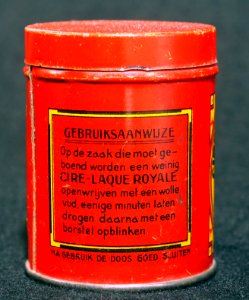 GEBRUIKSAANWIJZE
Op de zaak die moet ge-
boend worden een weinig
CIRE-LAQUE ROYALE
openwrijven met een wolle
vod, eenige minuten laten
drogen daarna met een
borstel opblinken
NA GEBRUIK DE DOOS GOED SLUITEN